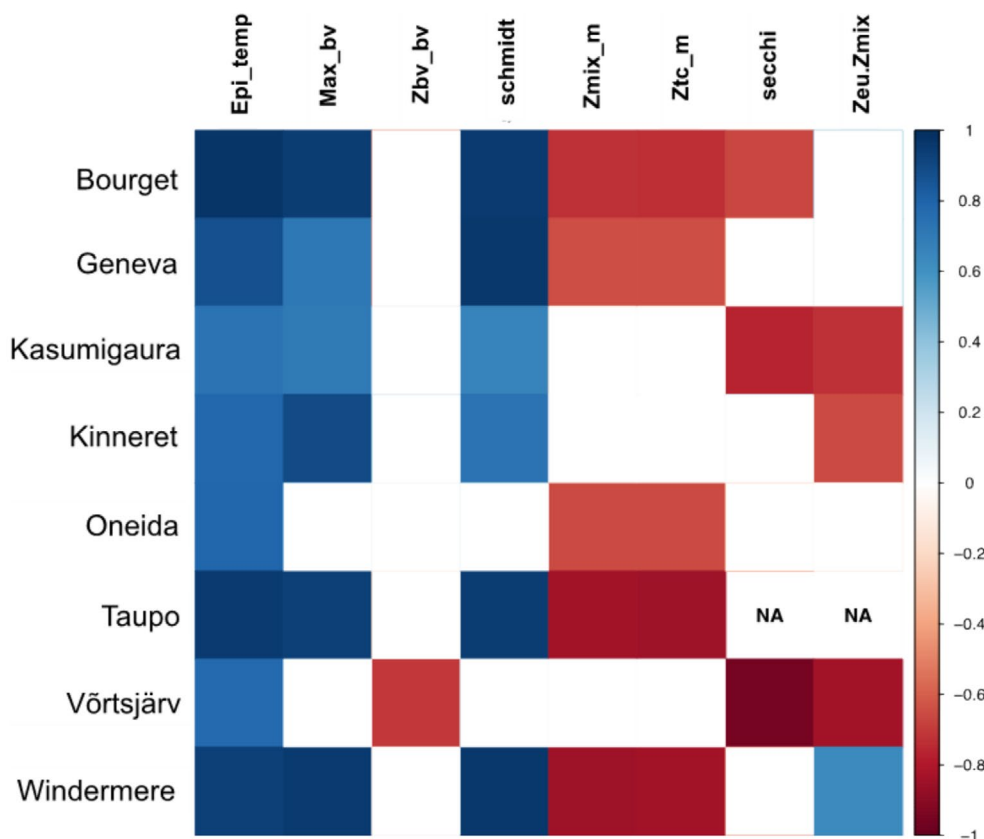 Epi_temp
Max_bv
Zbv_bv
schmidt
Zmix_m
Ztc_m
secchi
Zeu.Zmix
Bourget
Geneva
Kasumigaura
Kinneret
Oneida
Taupo
NA
NA
Võrtsjärv
Windermere
1
0.8
0.6
0.4
0.2
0
−0.2
−0.4
−0.6
−0.8
−1